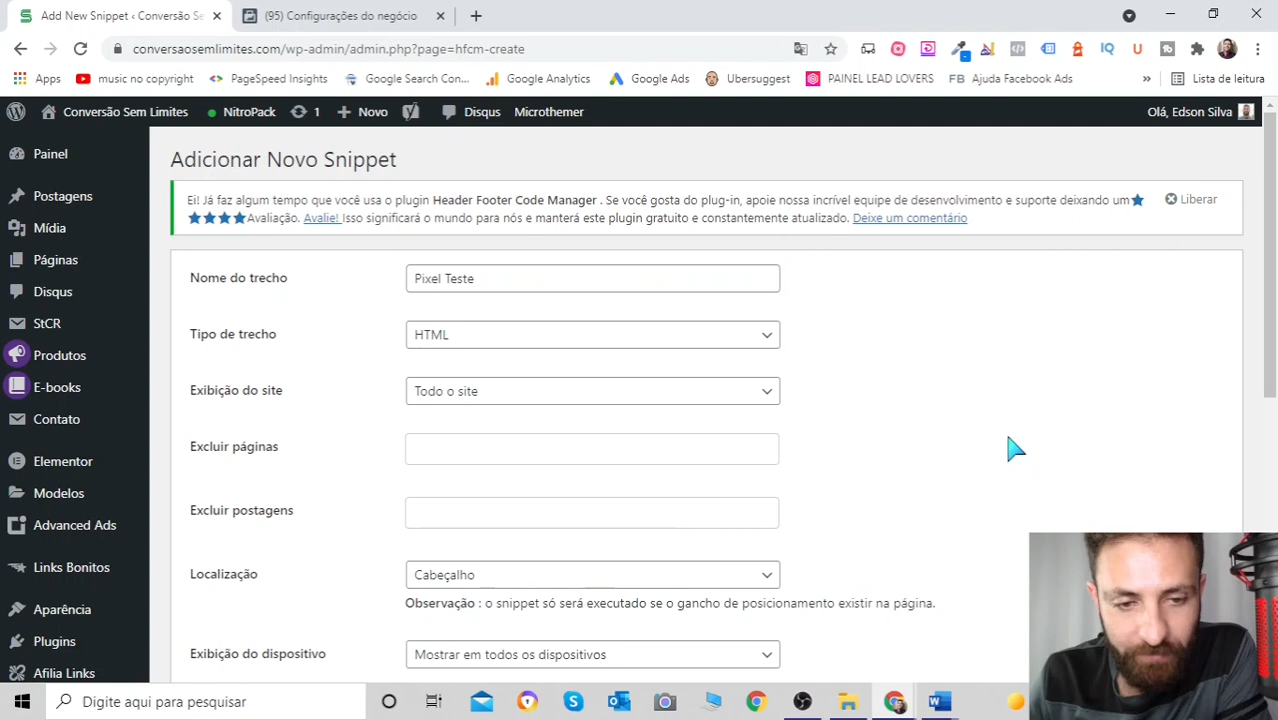 Add New Snippet ‹ Conversão Se
(95) Configurações do negócio
conversaosemlimites.com/wp-admin/admin.php?page=hfcm-create
Apps
music no copyright
PageSpeed Insights
Google Search Con...
Google Analytics
Google Ads
Ubersuggest
PAINEL LEAD LOVERS
FB Ajuda Facebook Ads
»
Lista de leitura
Conversão Sem Limites
NitroPack
1
Novo
Disqus
Microthemer
Olá, Edson Silva
Painel
Postagens
Mídia
Páginas
Disqus
StCR
Produtos
E-books
Contato
Elementor
Modelos
Advanced Ads
Links Bonitos
Aparência
Plugins
Afilia Links
Adicionar Novo Snippet
Ei! Já faz algum tempo que você usa o plugin Header Footer Code Manager . Se você gosta do plug-in, apoie nossa incrível equipe de desenvolvimento e suporte deixando um
Avaliação. Avalie! Isso significará o mundo para nós e manterá este plugin gratuito e constantemente atualizado. Deixe um comentário
Liberar
Nome do trecho
Pixel Teste
Tipo de trecho
HTML
Exibição do site
Todo o site
Excluir páginas
Excluir postagens
Localização
Cabeçalho
Observação : o snippet só será executado se o gancho de posicionamento existir na página.
Exibição do dispositivo
Mostrar em todos os dispositivos
Digite aqui para pesquisar